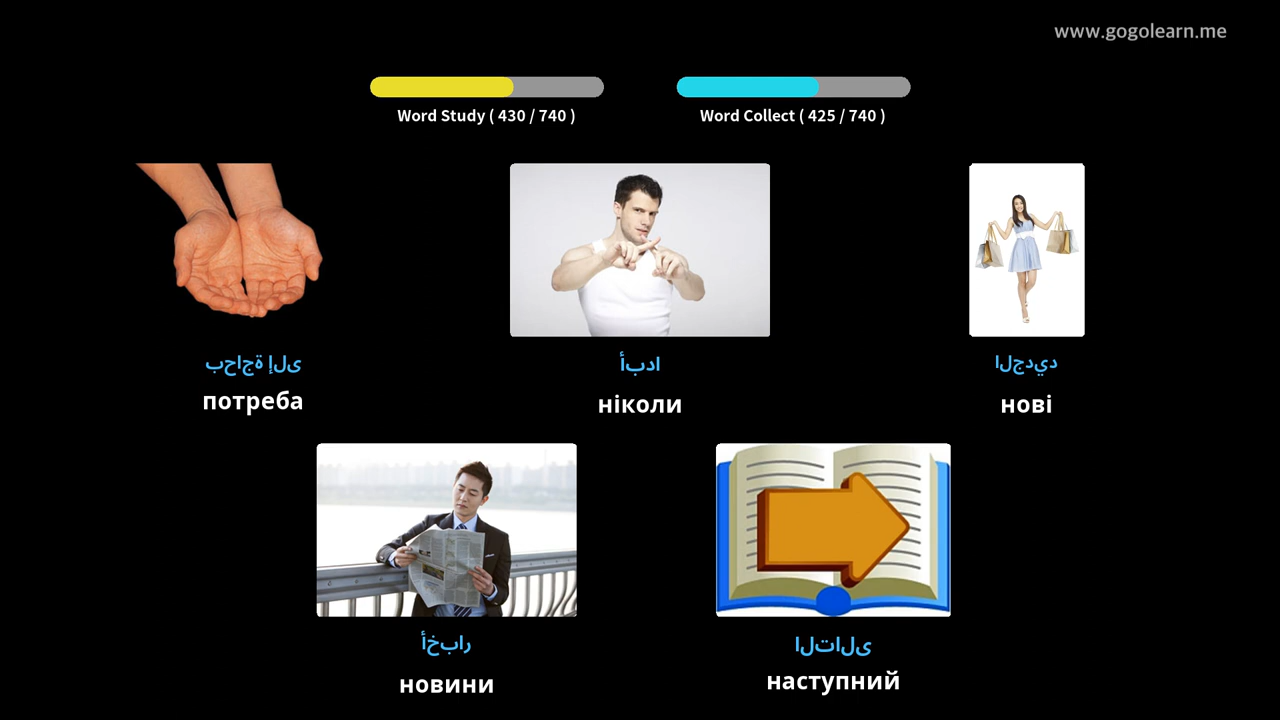 www.gogolearn.me
Word Study ( 430 / 740 )
Word Collect ( 425 / 740 )
بحاجة إلى
потреба
أبدا
ніколи
الجديد
нові
أخبار
новини
التالى
наступний